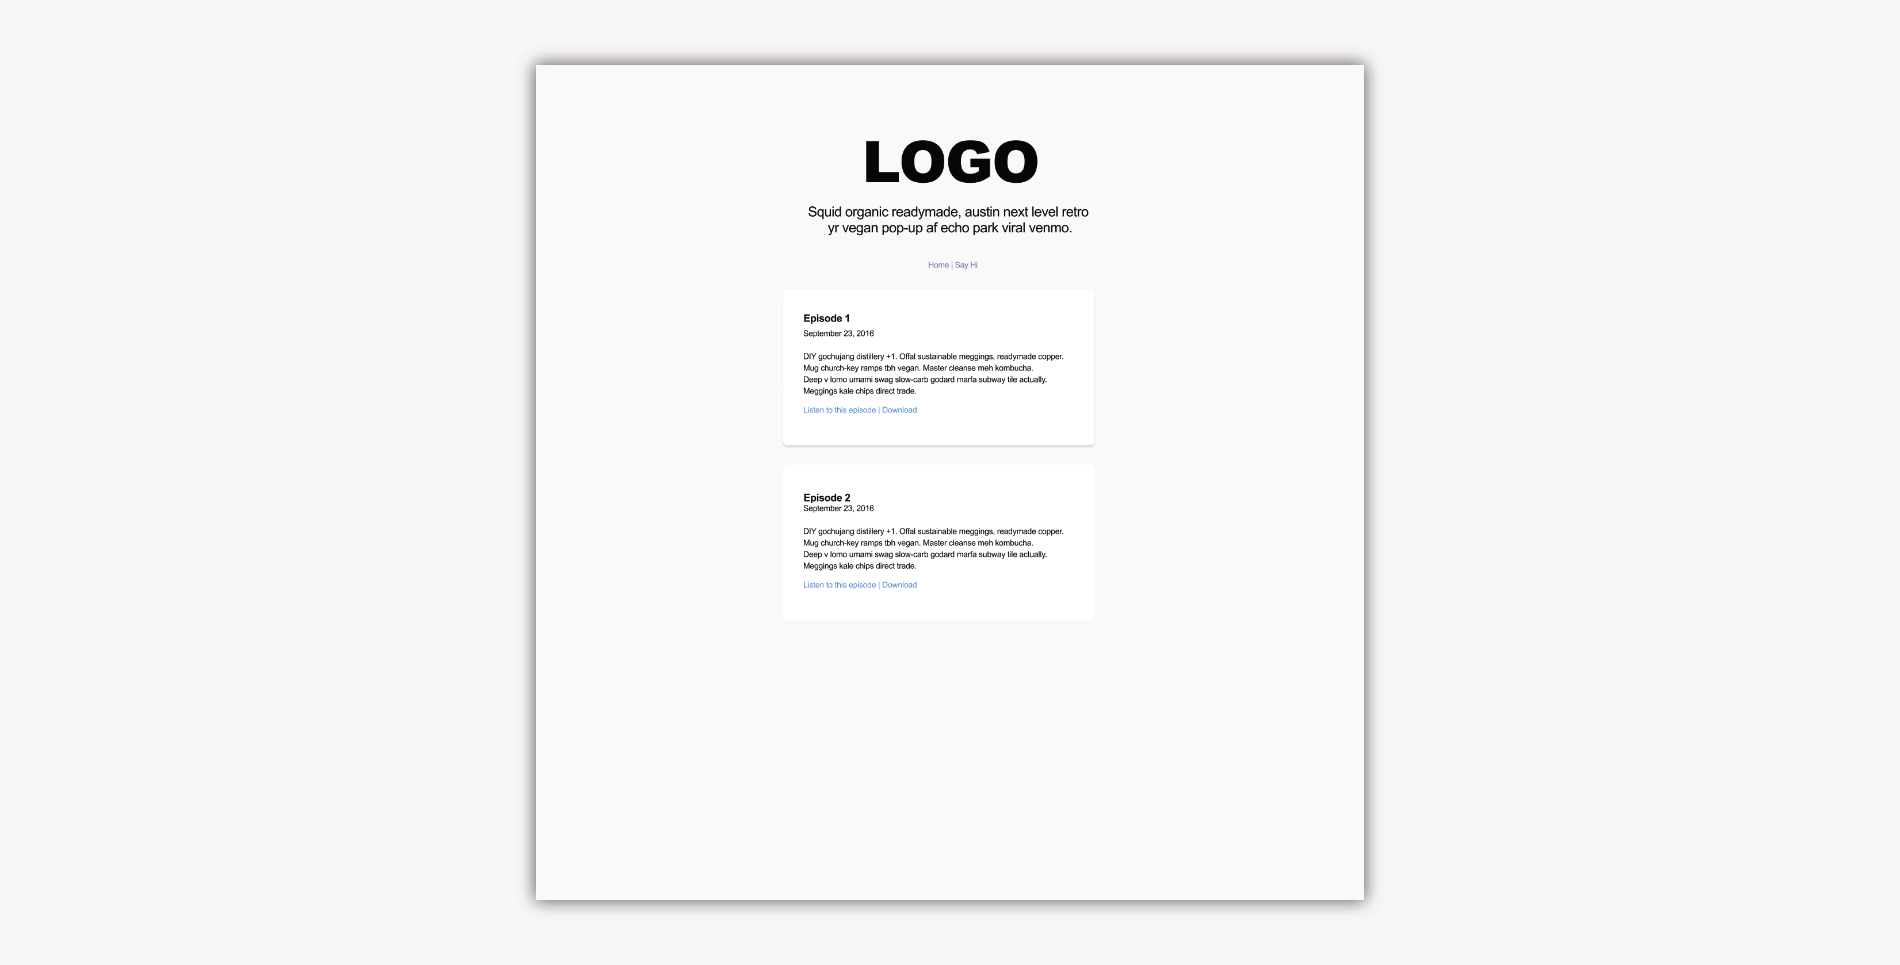 LOGO
Squid organic readymade, austin next level retro
yr vegan pop-up af echo park viral venmo.
Home | Say Hi
Episode 1
September 23, 2016
DIY gochujang distillery +1. Offal sustainable meggings, readymade copper.
Mug church-key ramps tbh vegan. Master cleanse meh kombucha.
Deep v lomo umami swag slow-carb godard marfa subway tile actually.
Meggings kale chips direct trade.
Listen to this episode | Download
Episode 2
September 23, 2016
DIY gochujang distillery +1. Offal sustainable meggings, readymade copper.
Mug church-key ramps tbh vegan. Master cleanse meh kombucha.
Deep v lomo umami swag slow-carb godard marfa subway tile actually.
Meggings kale chips direct trade.
Listen to this episode | Download